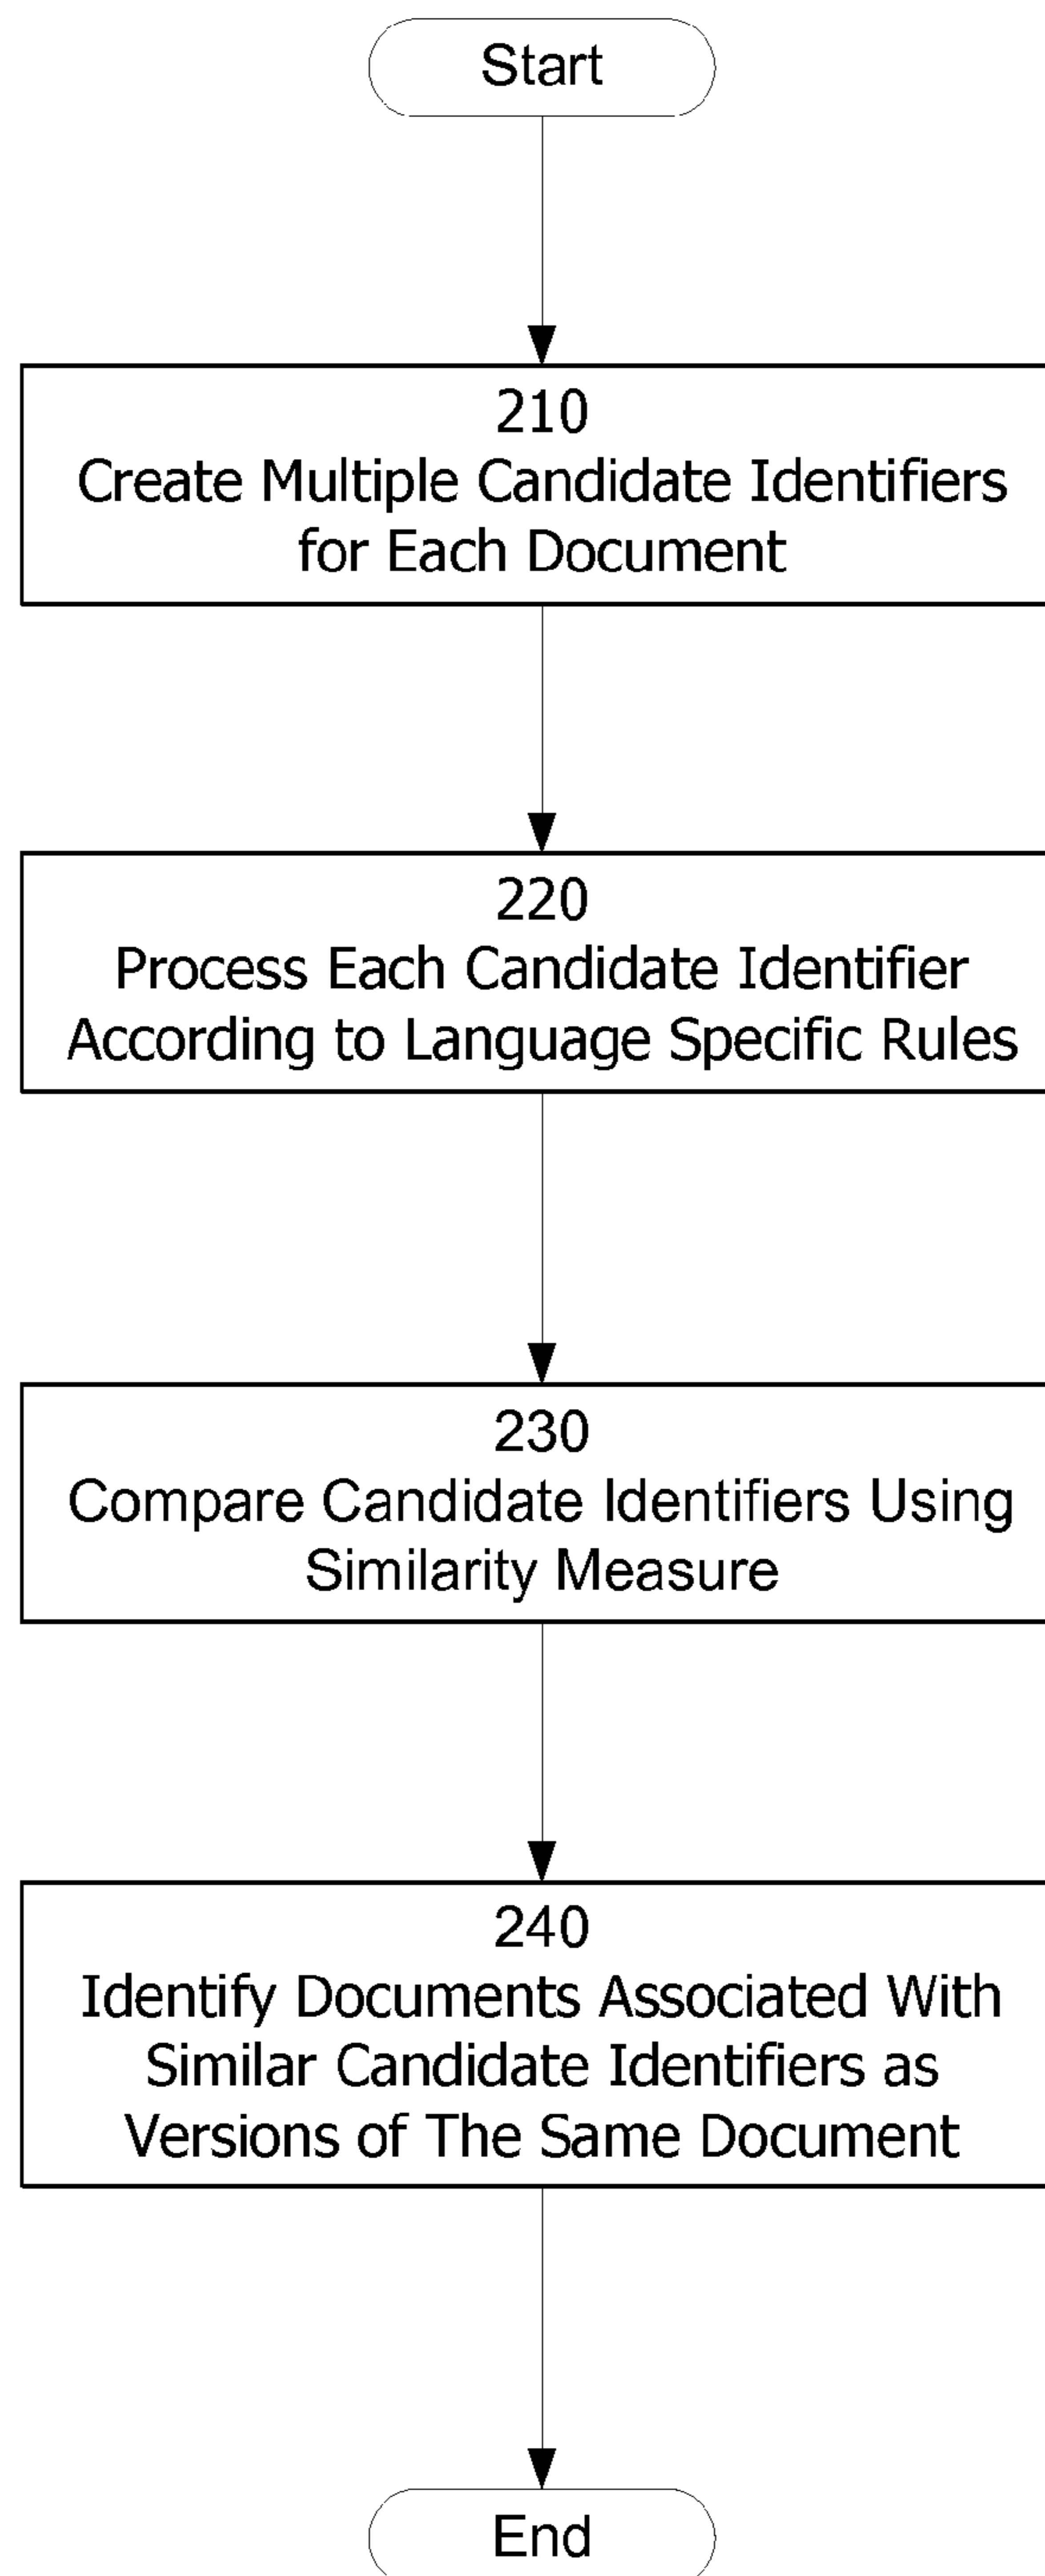 Start
210
Create Multiple Candidate Identifiers
for Each Document
220
Process Each Candidate Identifier
According to Language Specific Rules
230
Compare Candidate Identifiers Using
Similarity Measure
240
Identify Documents Associated With
Similar Candidate Identifiers as
Versions of The Same Document
End